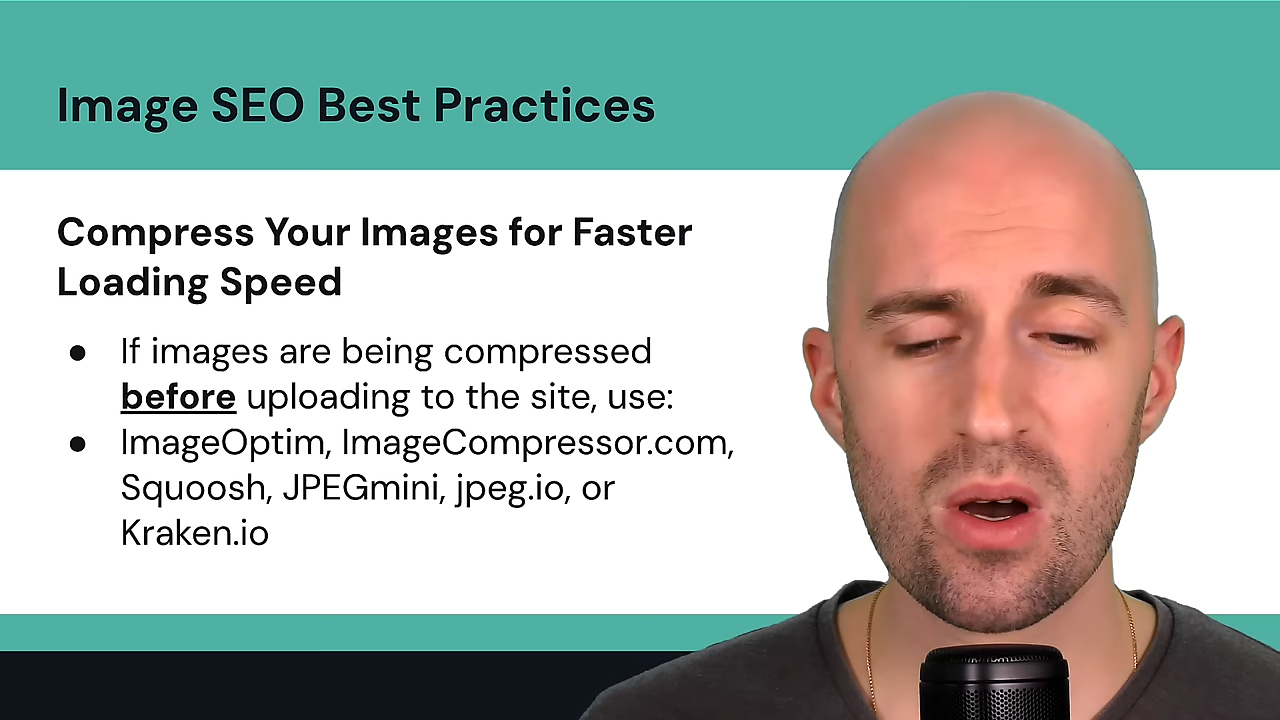 Image SEO Best Practices
Compress Your Images for Faster
Loading Speed
● If images are being compressed
before uploading to the site, use:
● ImageOptim, ImageCompressor.com,
Squoosh, JPEGmini, jpeg.io, or
Kraken.io